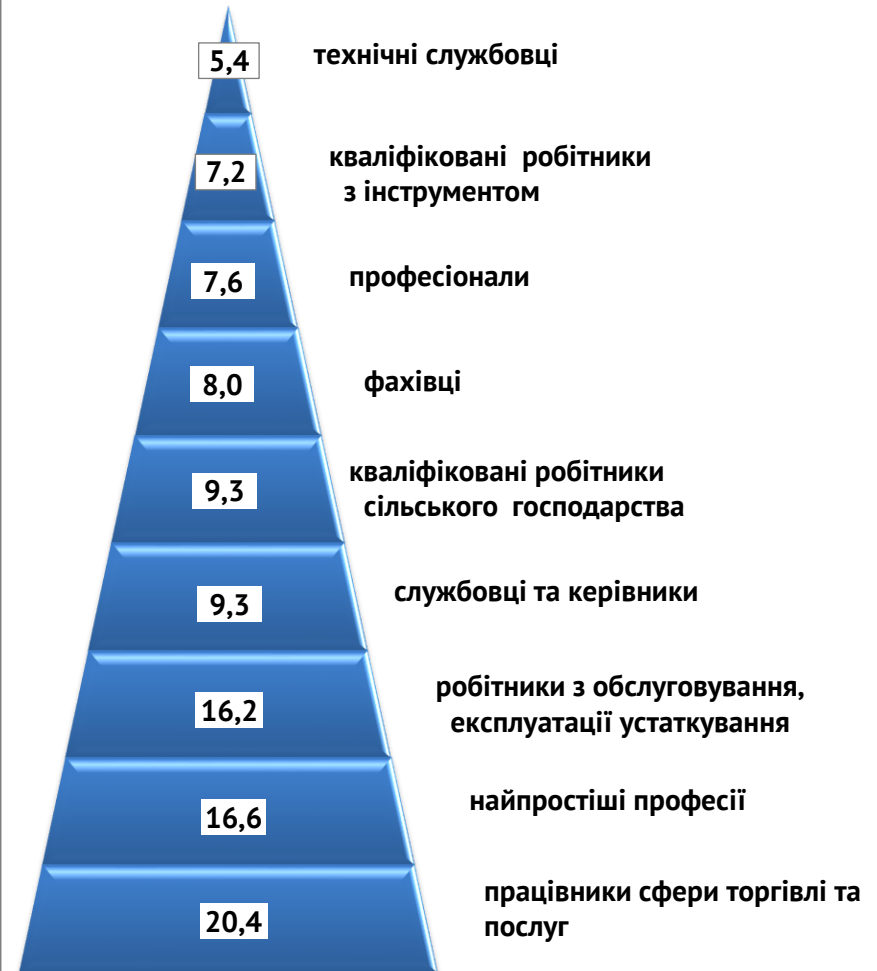 5,4 технічні службовці
7,2 кваліфіковані робітники
з інструментом
7,6 професіонали
8,0 фахівці
9,3 кваліфіковані робітники
сільського господарства
9,3 службовці та керівники
16,2 робітники з обслуговування,
експлуатації устаткування
16,6 найпростіші професії
20,4 працівники сфери торгівлі та
послуг